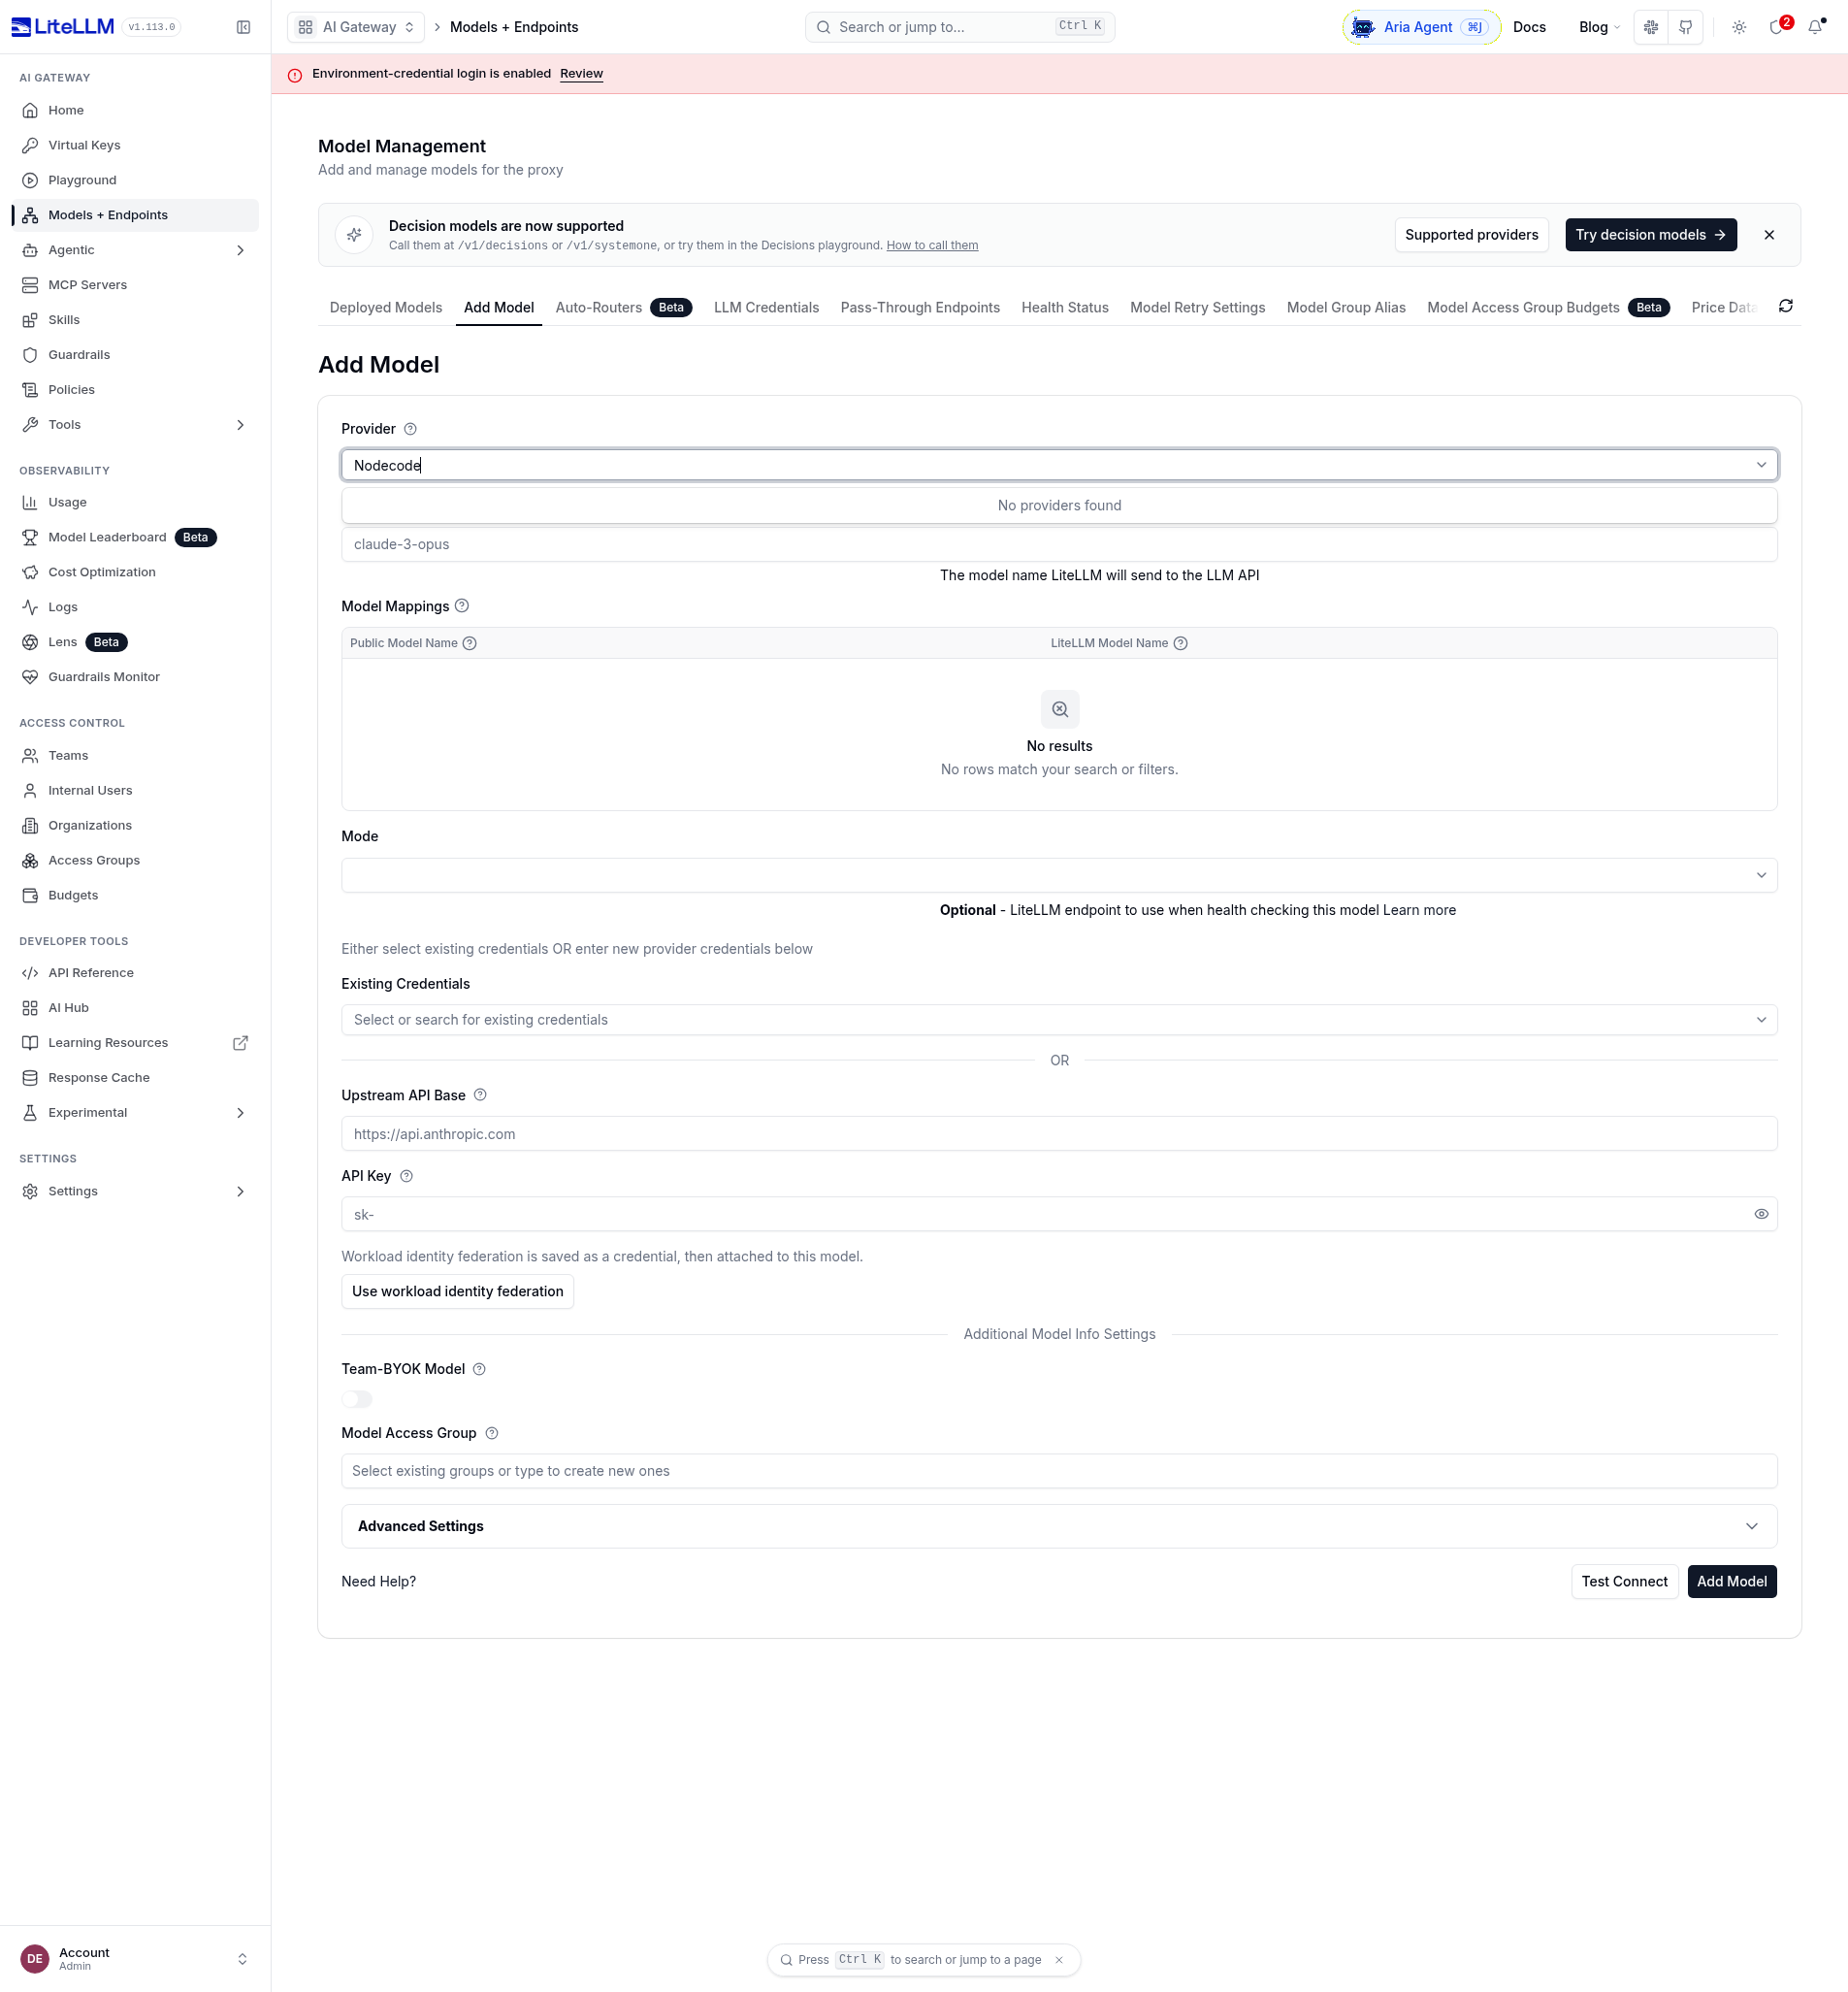 LiteLLM v1.113.0
AI GATEWAY
Home
Virtual Keys
Playground
Models + Endpoints
Agentic
MCP Servers
Skills
Guardrails
Policies
Tools
OBSERVABILITY
Usage
Model Leaderboard Beta
Cost Optimization
Logs
Lens Beta
Guardrails Monitor
ACCESS CONTROL
Teams
Internal Users
Organizations
Access Groups
Budgets
DEVELOPER TOOLS
API Reference
AI Hub
Learning Resources
Response Cache
Experimental
SETTINGS
Settings
DE Account
Admin
AI Gateway Models + Endpoints Search or jump to... Ctrl K Aria Agent ⌘J Docs Blog 2
Environment-credential login is enabled Review
Model Management
Add and manage models for the proxy
Decision models are now supported
Call them at /v1/decisions or /v1/systemone, or try them in the Decisions playground. How to call them
Supported providers Try decision models →
Deployed Models Add Model Auto-Routers Beta LLM Credentials Pass-Through Endpoints Health Status Model Retry Settings Model Group Alias Model Access Group Budgets Beta Price Data
Add Model
Provider
Nodecode
No providers found
claude-3-opus
The model name LiteLLM will send to the LLM API
Model Mappings
Public Model Name LiteLLM Model Name
No results
No rows match your search or filters.
Mode
Optional - LiteLLM endpoint to use when health checking this model Learn more
Either select existing credentials OR enter new provider credentials below
Existing Credentials
Select or search for existing credentials
OR
Upstream API Base
https://api.anthropic.com
API Key
sk-
Workload identity federation is saved as a credential, then attached to this model.
Use workload identity federation
Additional Model Info Settings
Team-BYOK Model
Model Access Group
Select existing groups or type to create new ones
Advanced Settings
Need Help? Test Connect Add Model
Press Ctrl K to search or jump to a page